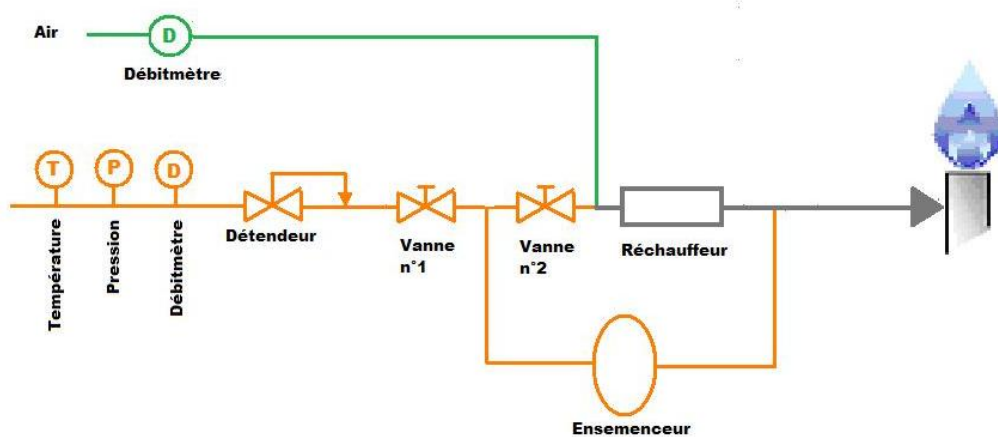 Air
D
Débitmètre
T
P
D
Température
Pression
Débitmètre
Détendeur
Vanne
n°1
Vanne
n°2
Réchauffeur
Ensemenceur